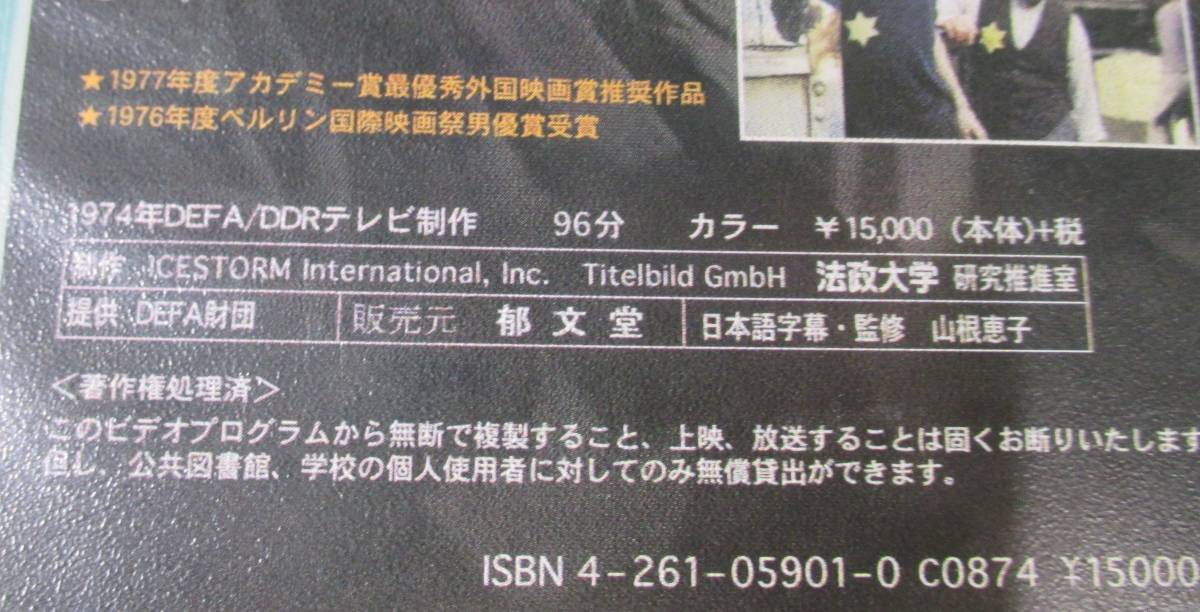 ★1977年度アカデミー賞最優秀外国映画賞推奨作品
★1976年度ベルリン国際映画祭男優賞受賞
1974年DEFA/DDRテレビ制作 96分 カラー ￥15,000（本体）+税
制作 ICESTORM International, Inc. Titelbild GmbH 法政大学 研究推進室
提供 DEFA財団 販売元 郁文堂 日本語字幕・監修 山根恵子
＜著作権処理済＞
このビデオプログラムから無断で複製すること、上映、放送することは固くお断りいたします
但し、公共図書館、学校の個人使用者に対してのみ無償貸出ができます。
ISBN 4-261-05901-0 C0874 ￥15000